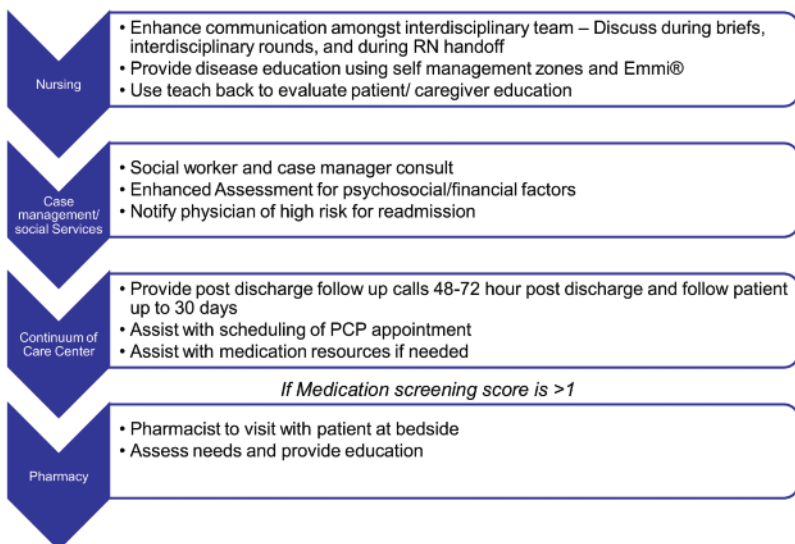 Nursing
• Enhance communication amongst interdisciplinary team – Discuss during briefs,
interdisciplinary rounds, and during RN handoff
• Provide disease education using self management zones and Emmi®
• Use teach back to evaluate patient/ caregiver education
Case
management/
social Services
• Social worker and case manager consult
• Enhanced Assessment for psychosocial/financial factors
• Notify physician of high risk for readmission
Continuum of
Care Center
• Provide post discharge follow up calls 48-72 hour post discharge and follow patient
up to 30 days
• Assist with scheduling of PCP appointment
• Assist with medication resources if needed
If Medication screening score is >1
Pharmacy
• Pharmacist to visit with patient at bedside
• Assess needs and provide education